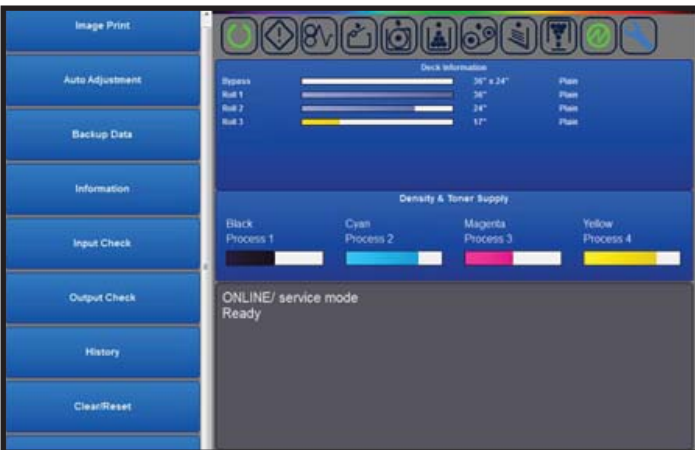 Image Print
Auto Adjustment
Backup Data
Information
Input Check
Output Check
History
Clear/Reset
Deck Information
Bypass 36" x 24" Plain
Roll 1 36" Plain
Roll 2 24" Plain
Roll 3 17" Plain
Density & Toner Supply
Black Cyan Magenta Yellow
Process 1 Process 2 Process 3 Process 4
ONLINE/ service mode
Ready